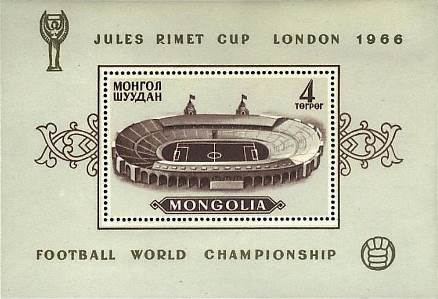 JULES RIMET CUP LONDON 1966
МОНГОЛ
ШУУДАН
4
ТӨГРӨГ
MONGOLIA
FOOTBALL WORLD CHAMPIONSHIP